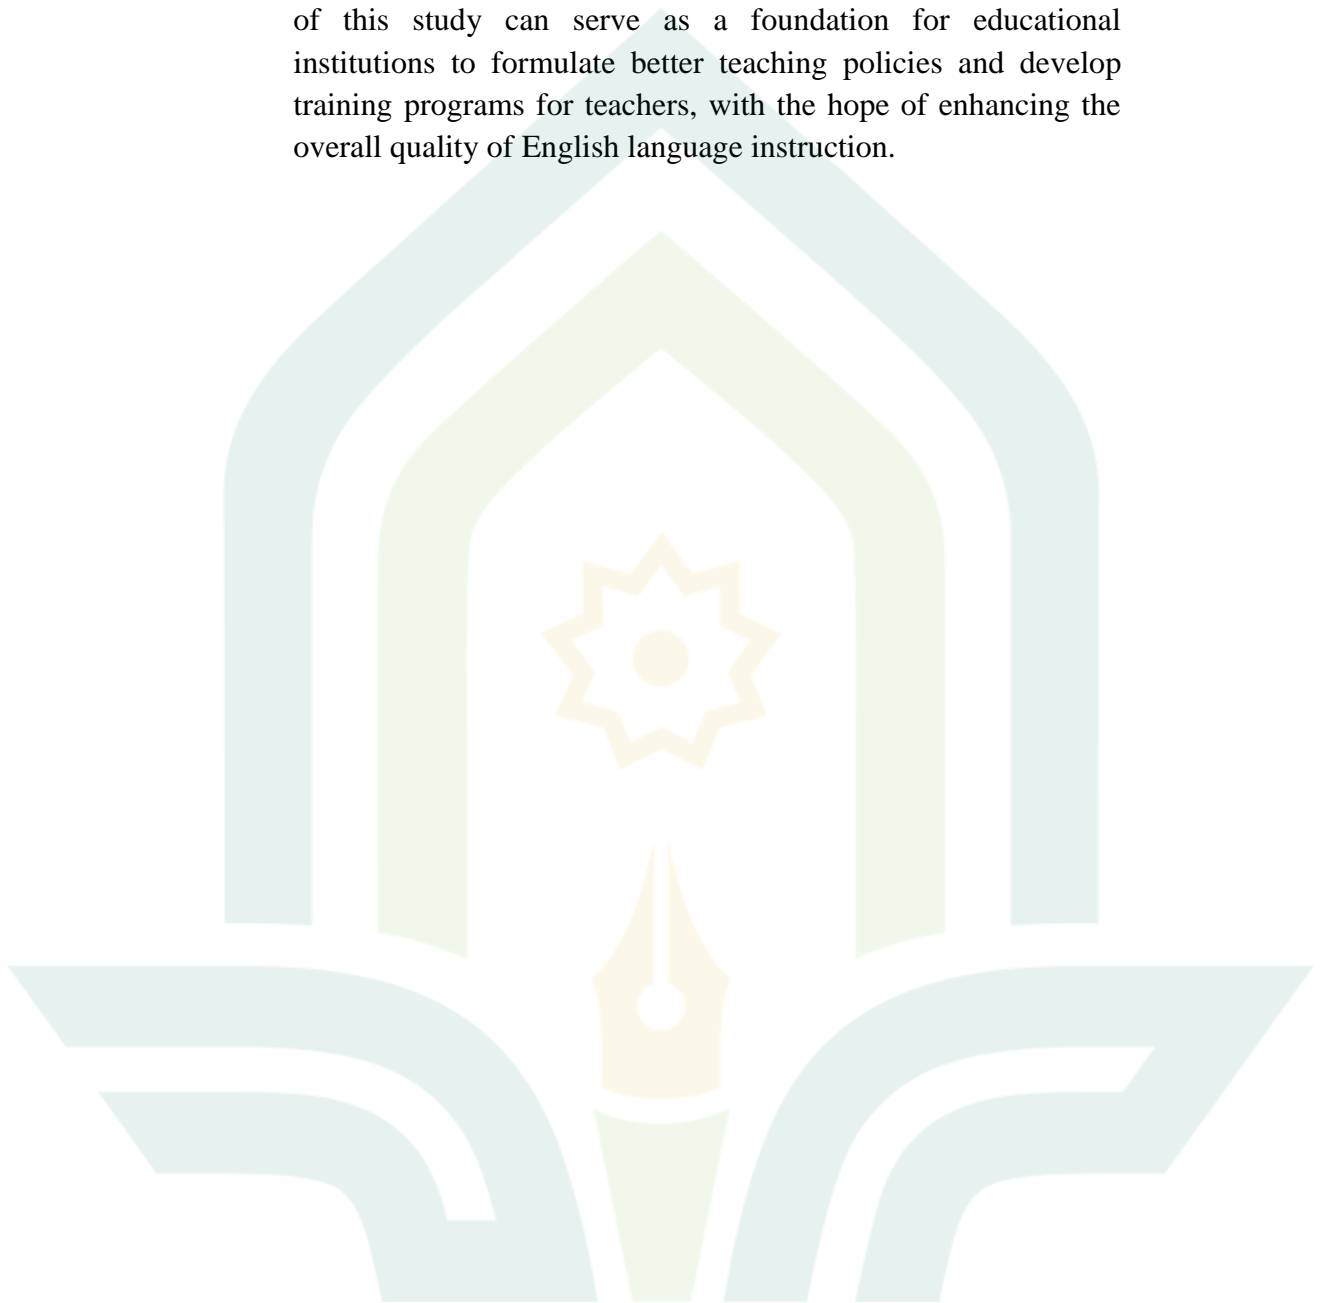 of this study can serve as a foundation for educational
institutions to formulate better teaching policies and develop
training programs for teachers, with the hope of enhancing the
overall quality of English language instruction.